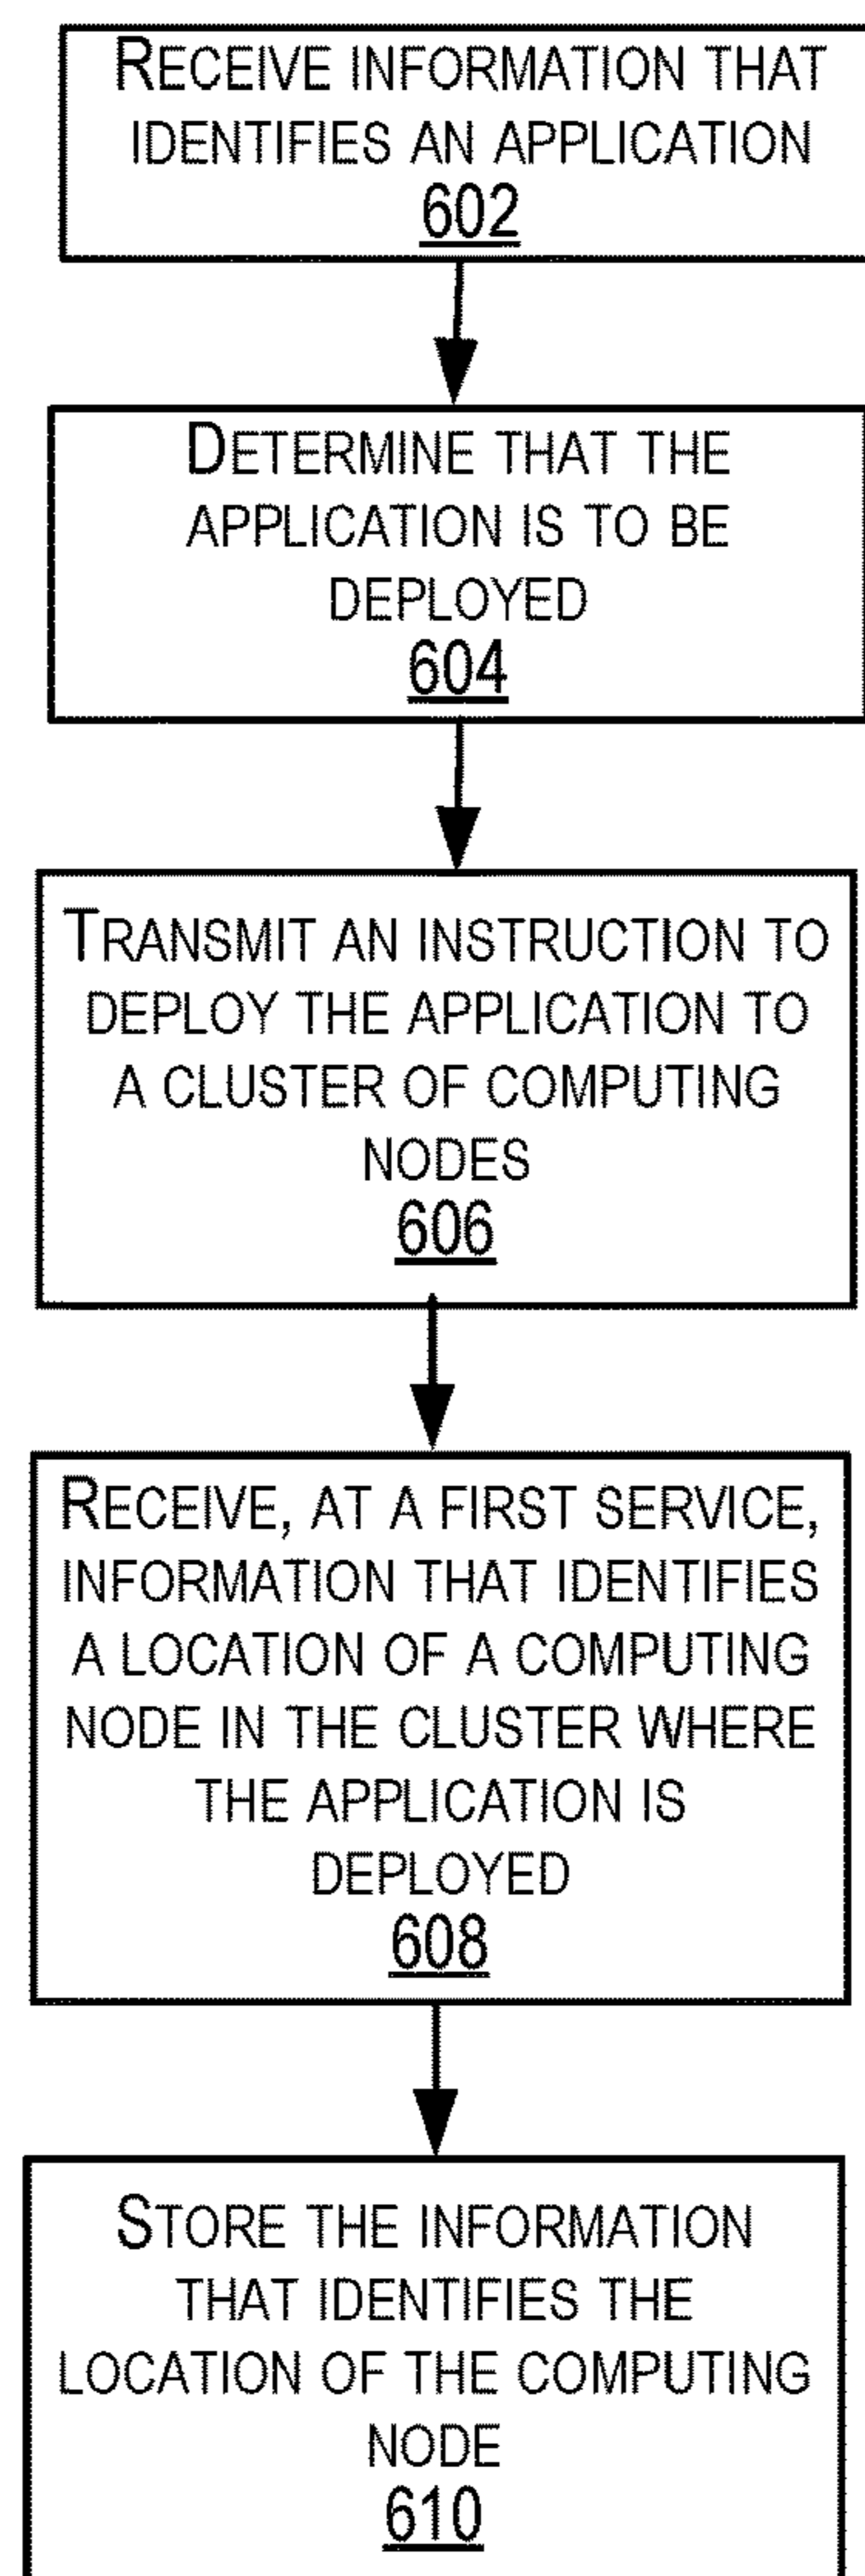 RECEIVE INFORMATION THAT
IDENTIFIES AN APPLICATION
602
DETERMINE THAT THE
APPLICATION IS TO BE
DEPLOYED
604
TRANSMIT AN INSTRUCTION TO
DEPLOY THE APPLICATION TO
A CLUSTER OF COMPUTING
NODES
606
RECEIVE, AT A FIRST SERVICE,
INFORMATION THAT IDENTIFIES
A LOCATION OF A COMPUTING
NODE IN THE CLUSTER WHERE
THE APPLICATION IS
DEPLOYED
608
STORE THE INFORMATION
THAT IDENTIFIES THE
LOCATION OF THE COMPUTING
NODE
610